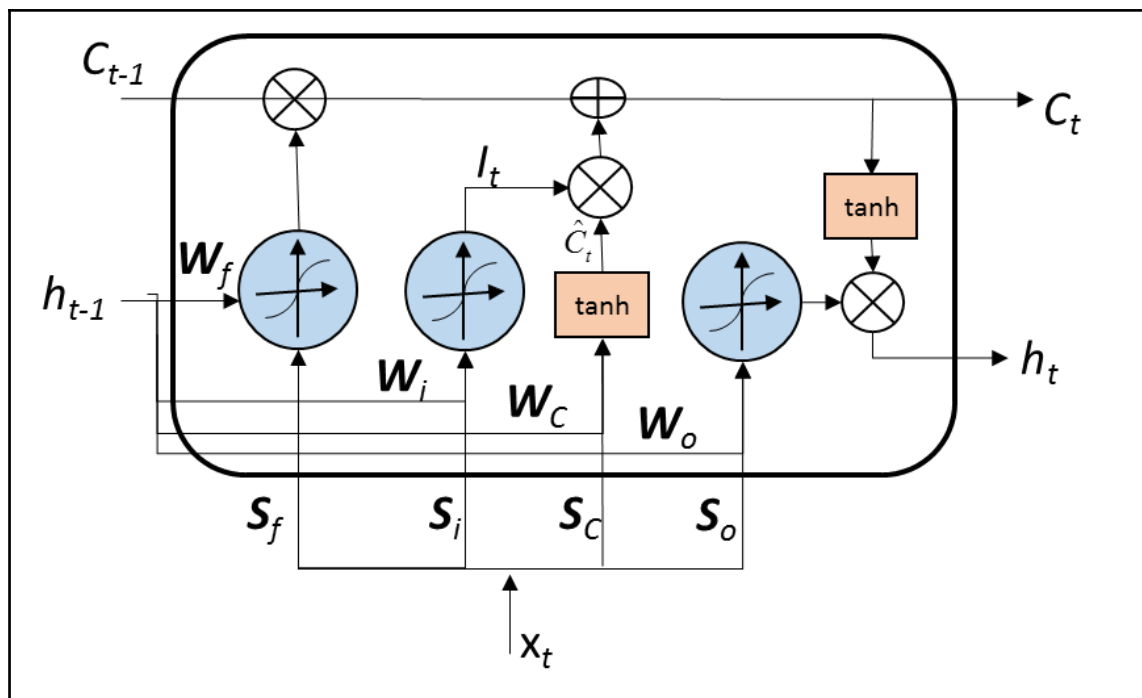 C_{t-1}
C_t
I_t
tanh
Ĉ_t
W_f
h_{t-1}
tanh
h_t
W_i
W_C
W_o
S_f
S_i
S_C
S_o
x_t